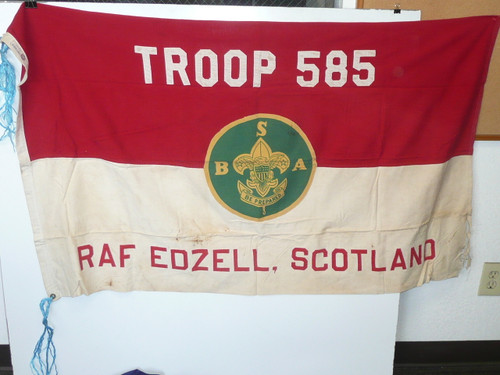 TROOP 585
S
B A
BE PREPARED
RAF EDZELL, SCOTLAND